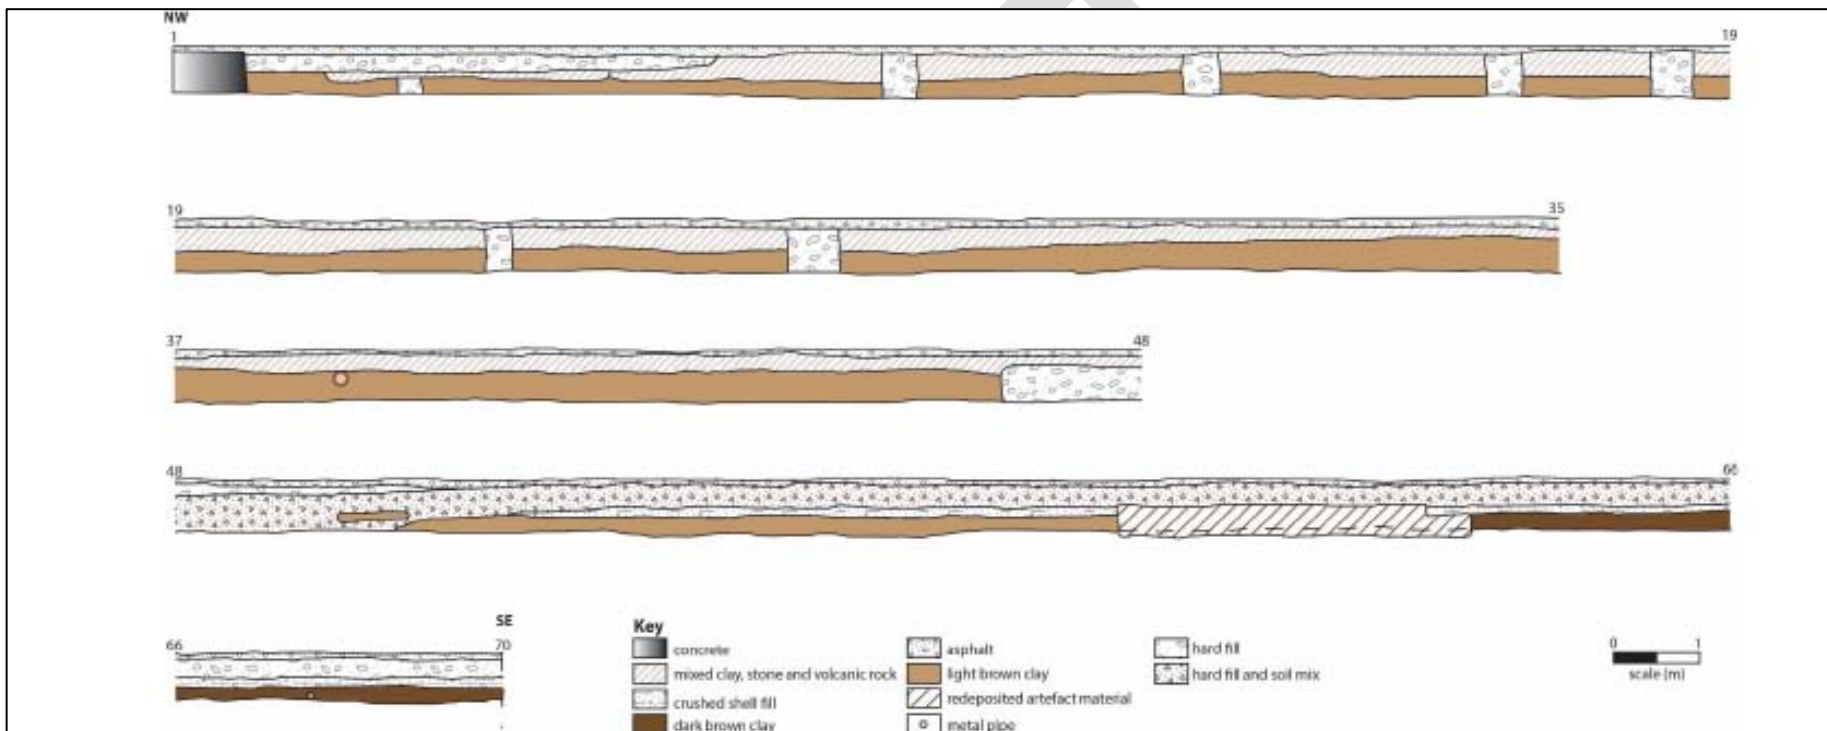 NW
1 19
19 35
37 48
48 66
SE
66 70
Key
concrete
mixed clay, stone and volcanic rock
crushed shell fill
dark brown clay
asphalt
light brown clay
redeposited artefact material
metal pipe
hard fill
hard fill and soil mix
0 1
scale (m)